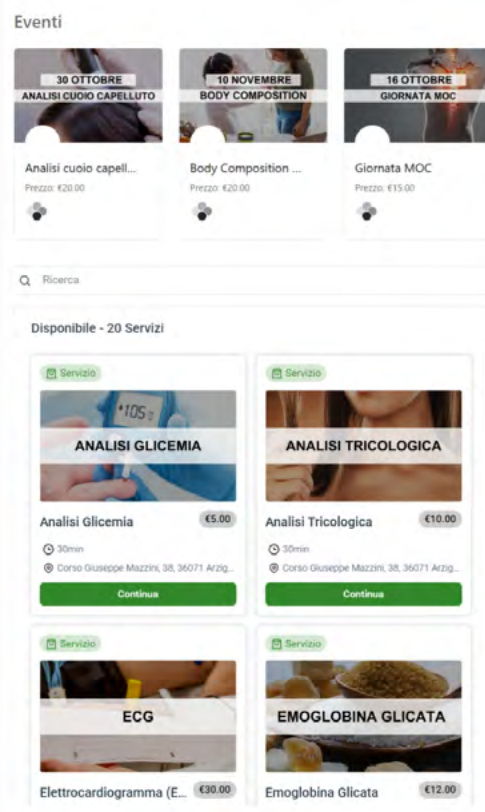 Eventi
30 OTTOBRE
ANALISI CUOIO CAPELLUTO
10 NOVEMBRE
BODY COMPOSITION
16 OTTOBRE
GIORNATA MOC
Analisi cuoio capell...
Body Composition ...
Giornata MOC
Prezzo: €20.00
Prezzo: €20.00
Prezzo: €15.00
Ricerca
Disponibile - 20 Servizi
Servizio
Servizio
105
ANALISI GLICEMIA
ANALISI TRICOLOGICA
Analisi Glicemia €5.00
Analisi Tricologica €10.00
30min
30min
Corso Giuseppe Mazzini, 38, 36071 Arzig...
Corso Giuseppe Mazzini, 38, 36071 Arzig...
Continua
Continua
Servizio
Servizio
ECG
EMOGLOBINA GLICATA
Elettrocardiogramma (E... €30.00
Emoglobina Glicata €12.00